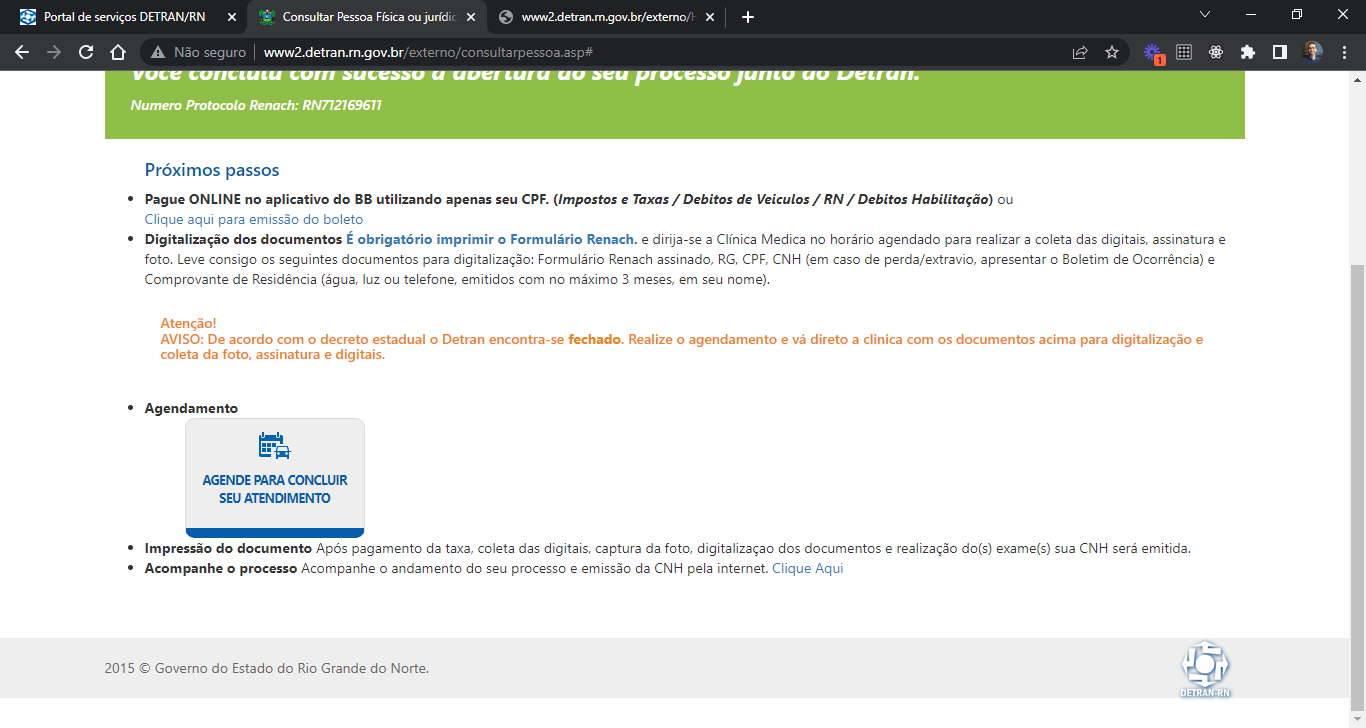 Portal de serviços DETRAN/RN
Consultar Pessoa Física ou jurídic
www2.detran.rn.gov.br/externo/
Não seguro
www2.detran.rn.gov.br/externo/consultarpessoa.asp#
1
Você concluiu com sucesso a abertura do seu processo junto ao Detran.
Numero Protocolo Renach: RN712169611
Próximos passos
Pague ONLINE no aplicativo do BB utilizando apenas seu CPF. (Impostos e Taxas / Debitos de Veiculos / RN / Debitos Habilitação) ou
Clique aqui para emissão do boleto
Digitalização dos documentos É obrigatório imprimir o Formulário Renach. e dirija-se a Clínica Medica no horário agendado para realizar a coleta das digitais, assinatura e
foto. Leve consigo os seguintes documentos para digitalização: Formulário Renach assinado, RG, CPF, CNH (em caso de perda/extravio, apresentar o Boletim de Ocorrência) e
Comprovante de Residência (água, luz ou telefone, emitidos com no máximo 3 meses, em seu nome).
Atenção!
AVISO: De acordo com o decreto estadual o Detran encontra-se fechado. Realize o agendamento e vá direto a clinica com os documentos acima para digitalização e
coleta da foto, assinatura e digitais.
Agendamento
AGENDE PARA CONCLUIR
SEU ATENDIMENTO
Impressão do documento Após pagamento da taxa, coleta das digitais, captura da foto, digitalizaçao dos documentos e realização do(s) exame(s) sua CNH será emitida.
Acompanhe o processo Acompanhe o andamento do seu processo e emissão da CNH pela internet. Clique Aqui
2015 © Governo do Estado do Rio Grande do Norte.
DETRAN-RN